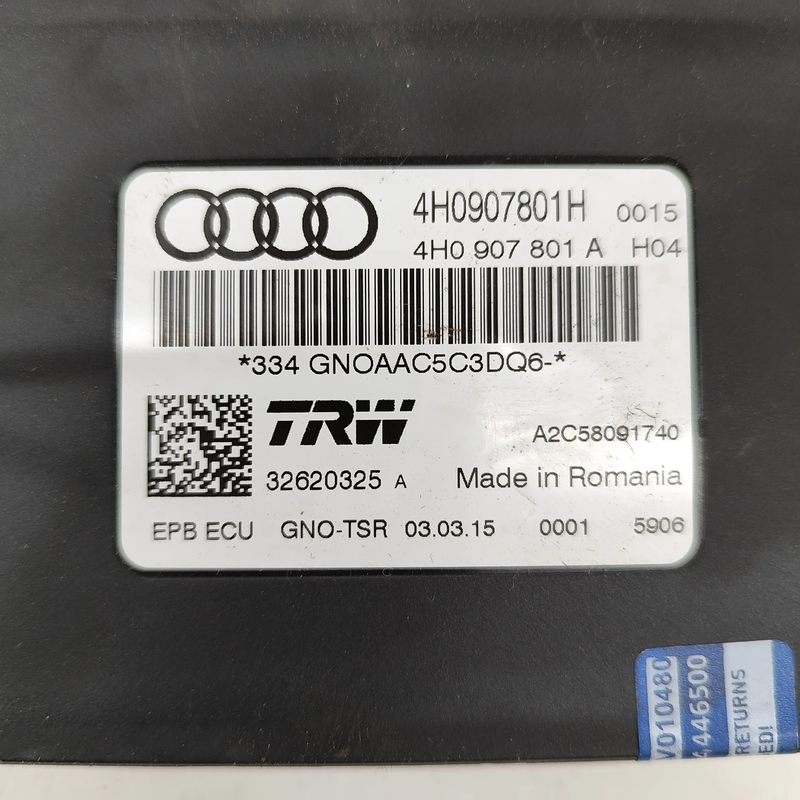 4H0907801H 0015
4H0 907 801 A H04
*334 GNOAAC5C3DQ6-*
TRW
A2C58091740
32620325 A Made in Romania
EPB ECU GNO-TSR 03.03.15 0001 5906
V010480
4446500
RETURNS
ED!